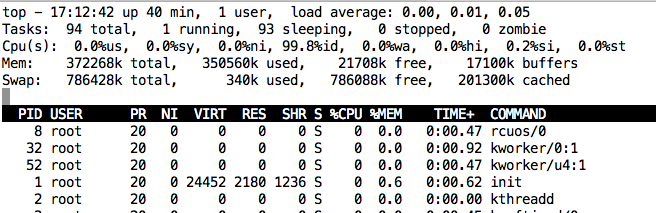 top - 17:12:42 up 40 min,  1 user,  load average: 0.00, 0.01, 0.05
Tasks:  94 total,   1 running,  93 sleeping,   0 stopped,   0 zombie
Cpu(s):  0.0%us,  0.0%sy,  0.0%ni, 99.8%id,  0.0%wa,  0.0%hi,  0.2%si,  0.0%st
Mem:    372268k total,   350560k used,    21708k free,    17100k buffers
Swap:   786428k total,      340k used,   786088k free,   201300k cached
PID USER      PR  NI  VIRT  RES  SHR S %CPU %MEM    TIME+  COMMAND
8 root      20   0     0    0    0 S    0  0.0   0:00.47 rcuos/0
32 root      20   0     0    0    0 S    0  0.0   0:00.92 kworker/0:1
52 root      20   0     0    0    0 S    0  0.0   0:00.47 kworker/u4:1
1 root      20   0 24452 2180 1236 S    0  0.6   0:00.62 init
2 root      20   0     0    0    0 S    0  0.0   0:00.00 kthreadd